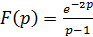 F(p) = e^{-2p} / p-1